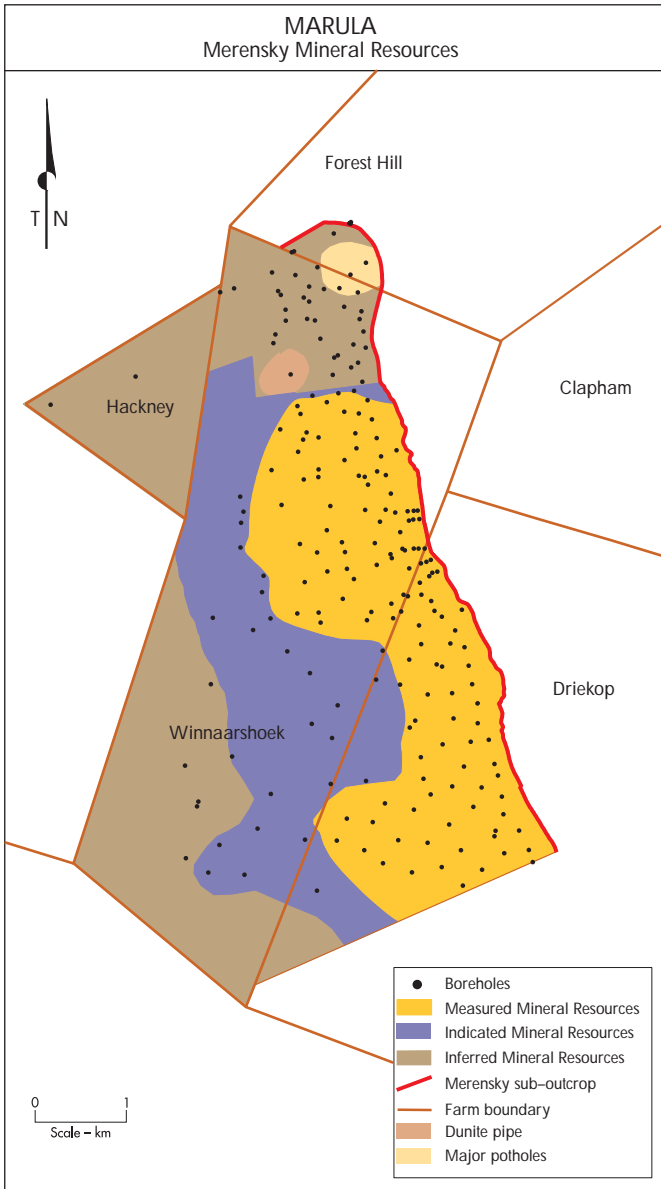 MARULA
Merensky Mineral Resources
Forest Hill
T N
Clapham
Hackney
Driekop
Winnaarshoek
Boreholes
Measured Mineral Resources
Indicated Mineral Resources
Inferred Mineral Resources
Merensky sub-outcrop
Farm boundary
Dunite pipe
Major potholes
0 1
Scale – km